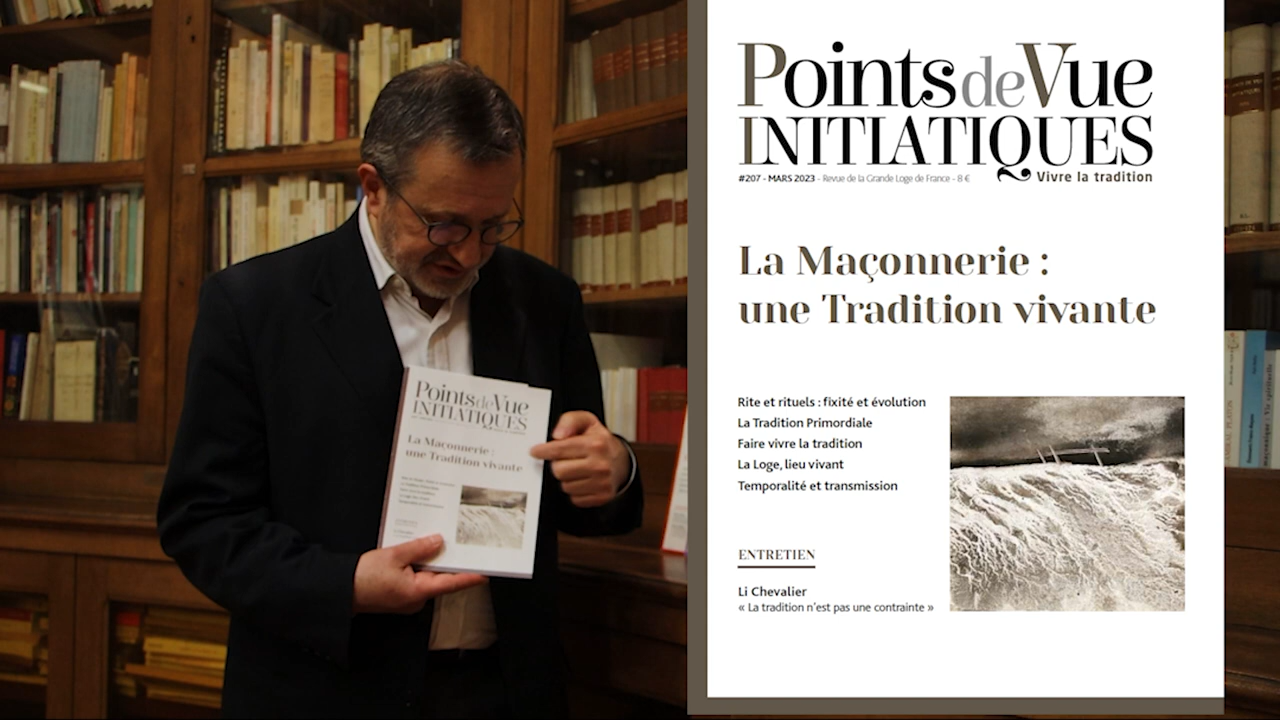 Points de Vue
INITIATIQUES
La Maçonnerie :
une Tradition vivante
Points de Vue
INITIATIQUES
#207 - MARS 2023 - Revue de la Grande Loge de France - 8 €
Vivre la tradition
La Maçonnerie :
une Tradition vivante
Rite et rituels : fixité et évolution
La Tradition Primordiale
Faire vivre la tradition
La Loge, lieu vivant
Temporalité et transmission
ENTRETIEN
Li Chevalier
« La tradition n'est pas une contrainte »